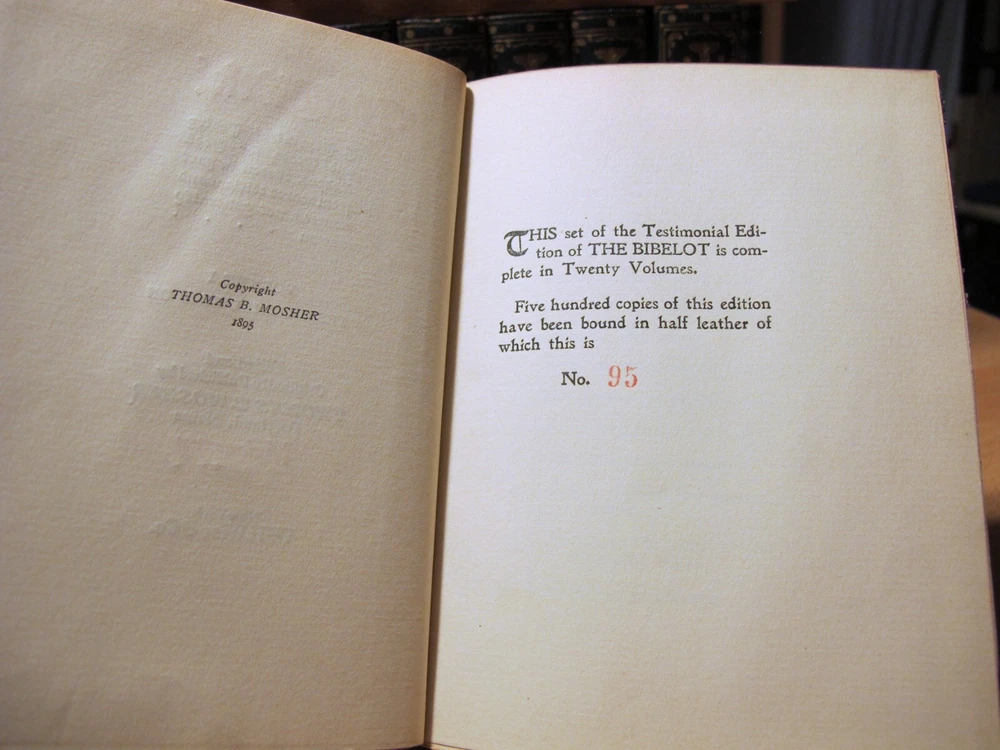 Copyright
THOMAS B. MOSHER
1895
THIS set of the Testimonial Edi-
tion of THE BIBELOT is com-
plete in Twenty Volumes.
Five hundred copies of this edition
have been bound in half leather of
which this is
No. 95